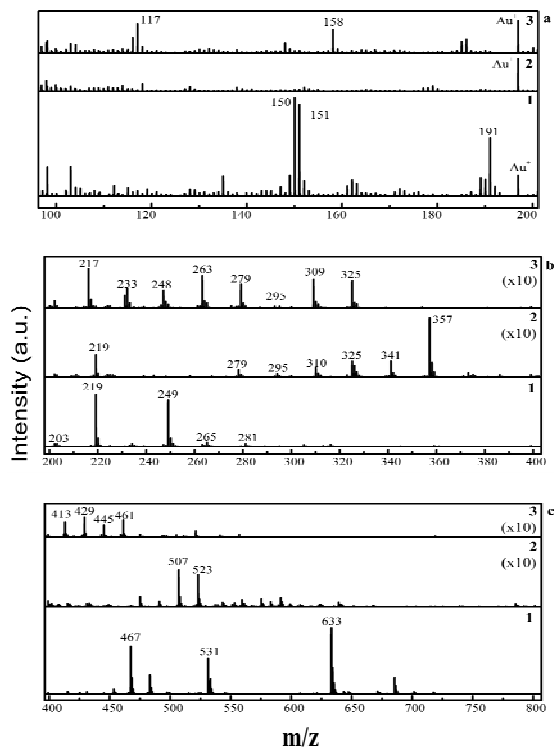 117 158 Au⁺ 3 a
Au⁺ 2
1
150 151 191 Au⁺
100 120 140 160 180 200
217 233 248 263 279 295 309 325 3 b
(x10)
219 279 295 310 325 341 357 2
(x10)
219 249 1
203 265 281
200 220 240 260 280 300 320 340 360 380 400
413 429 445 461 3 c
(x10)
507 523 2
(x10)
467 531 633 1
400 450 500 550 600 650 700 750 800
Intensity (a.u.)
m/z